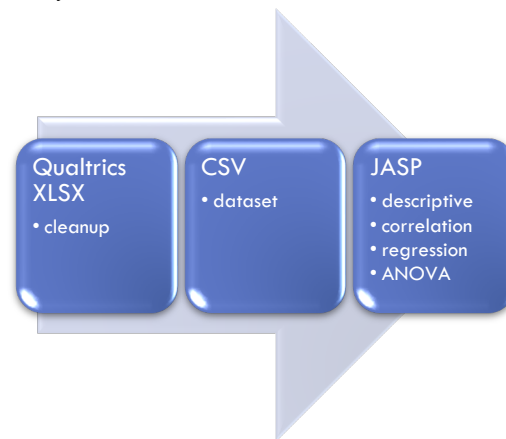 Qualtrics
XLSX
• cleanup
CSV
• dataset
JASP
• descriptive
• correlation
• regression
• ANOVA